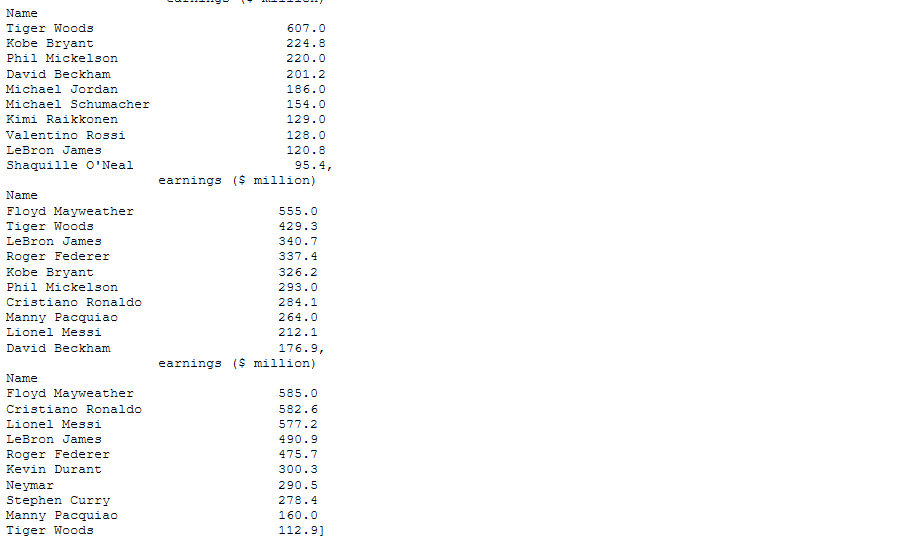 earnings ($ million)
Name
Tiger Woods 607.0
Kobe Bryant 224.8
Phil Mickelson 220.0
David Beckham 201.2
Michael Jordan 186.0
Michael Schumacher 154.0
Kimi Raikkonen 129.0
Valentino Rossi 128.0
LeBron James 120.8
Shaquille O'Neal 95.4,
earnings ($ million)
Name
Floyd Mayweather 555.0
Tiger Woods 429.3
LeBron James 340.7
Roger Federer 337.4
Kobe Bryant 326.2
Phil Mickelson 293.0
Cristiano Ronaldo 284.1
Manny Pacquiao 264.0
Lionel Messi 212.1
David Beckham 176.9,
earnings ($ million)
Name
Floyd Mayweather 585.0
Cristiano Ronaldo 582.6
Lionel Messi 577.2
LeBron James 490.9
Roger Federer 475.7
Kevin Durant 300.3
Neymar 290.5
Stephen Curry 278.4
Manny Pacquiao 160.0
Tiger Woods 112.9]